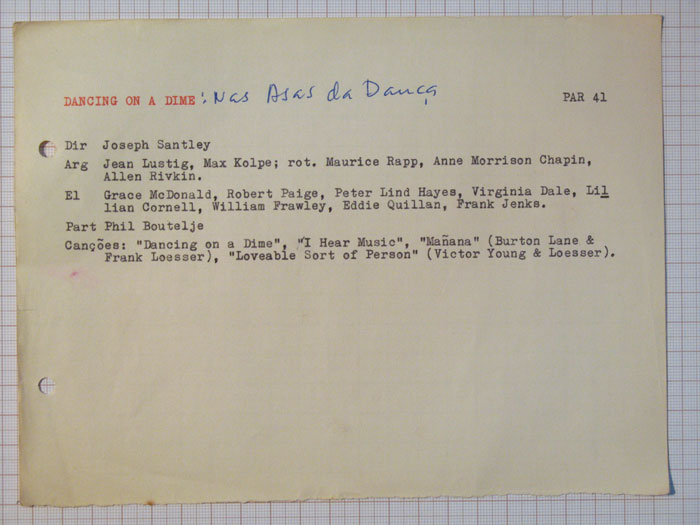 DANCING ON A DIME : Nas Asas da Dança PAR 41
Dir Joseph Santley
Arg Jean Lustig, Max Kolpe; rot. Maurice Rapp, Anne Morrison Chapin,
Allen Rivkin.
El Grace McDonald, Robert Paige, Peter Lind Hayes, Virginia Dale, Lil
lian Cornell, William Frawley, Eddie Quillan, Frank Jenks.
Part Phil Boutelje
Canções: "Dancing on a Dime", "I Hear Music", "Mañana" (Burton Lane &
Frank Loesser), "Loveable Sort of Person" (Victor Young & Loesser).